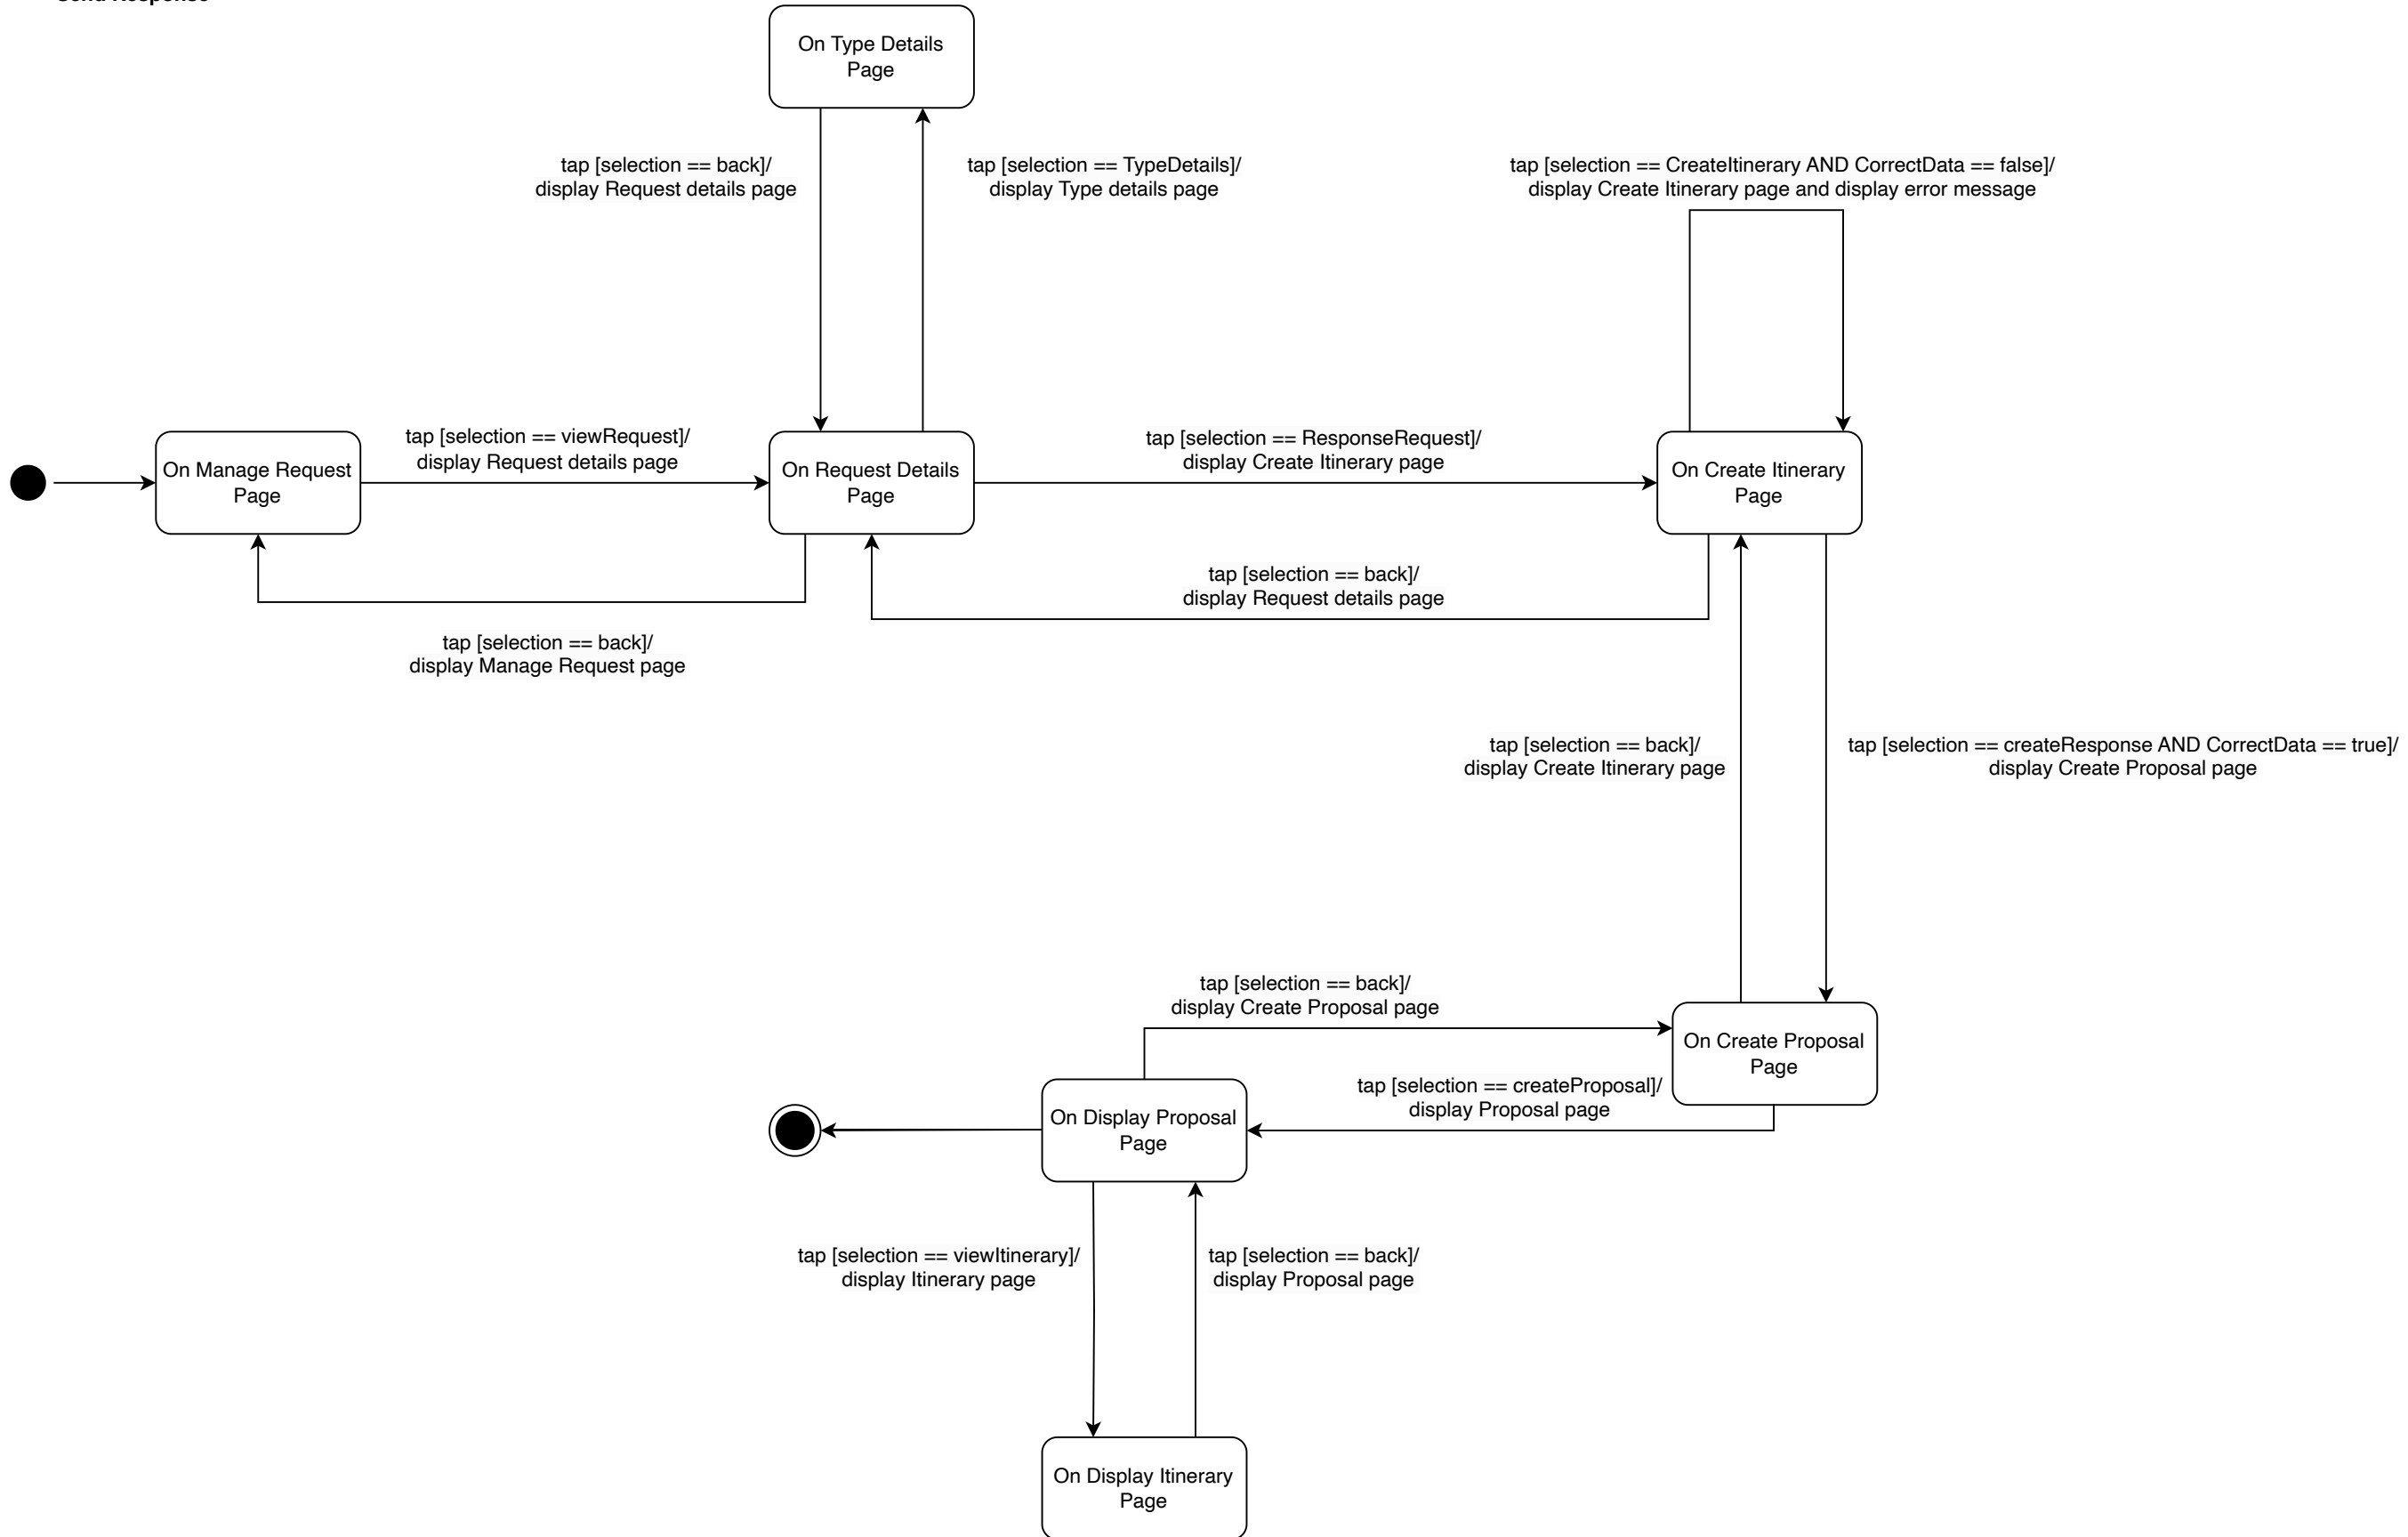 Send Response
On Type Details
Page
tap [selection == back]/
display Request details page
tap [selection == TypeDetails]/
display Type details page
tap [selection == CreateItinerary AND CorrectData == false]/
display Create Itinerary page and display error message
On Manage Request
Page
tap [selection == viewRequest]/
display Request details page
On Request Details
Page
tap [selection == ResponseRequest]/
display Create Itinerary page
On Create Itinerary
Page
tap [selection == back]/
display Request details page
tap [selection == back]/
display Manage Request page
tap [selection == back]/
display Create Itinerary page
tap [selection == createResponse AND CorrectData == true]/
display Create Proposal page
tap [selection == back]/
display Create Proposal page
On Create Proposal
Page
tap [selection == createProposal]/
display Proposal page
On Display Proposal
Page
tap [selection == viewItinerary]/
display Itinerary page
tap [selection == back]/
display Proposal page
On Display Itinerary
Page